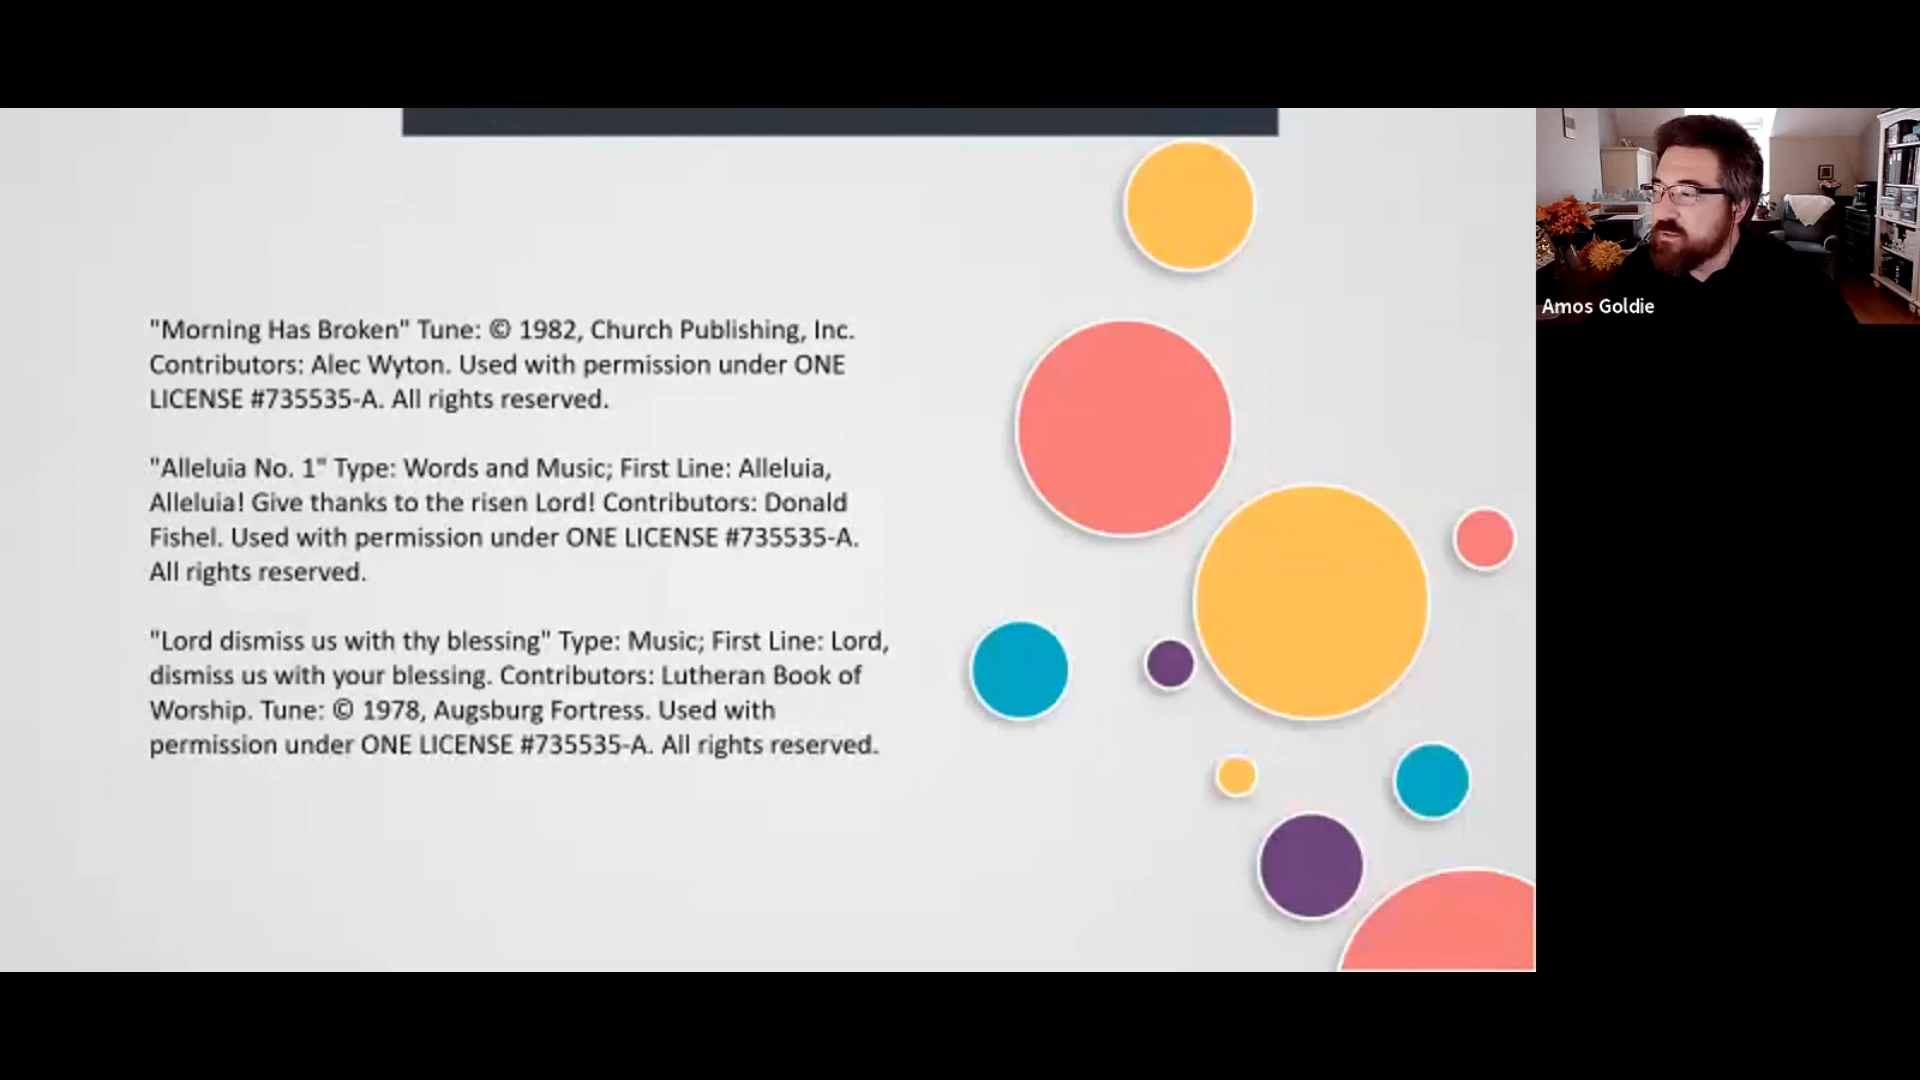 "Morning Has Broken" Tune: © 1982, Church Publishing, Inc.
Contributors: Alec Wyton. Used with permission under ONE
LICENSE #735535-A. All rights reserved.
"Alleluia No. 1" Type: Words and Music; First Line: Alleluia,
Alleluia! Give thanks to the risen Lord! Contributors: Donald
Fishel. Used with permission under ONE LICENSE #735535-A.
All rights reserved.
"Lord dismiss us with thy blessing" Type: Music; First Line: Lord,
dismiss us with your blessing. Contributors: Lutheran Book of
Worship. Tune: © 1978, Augsburg Fortress. Used with
permission under ONE LICENSE #735535-A. All rights reserved.
Amos Goldie